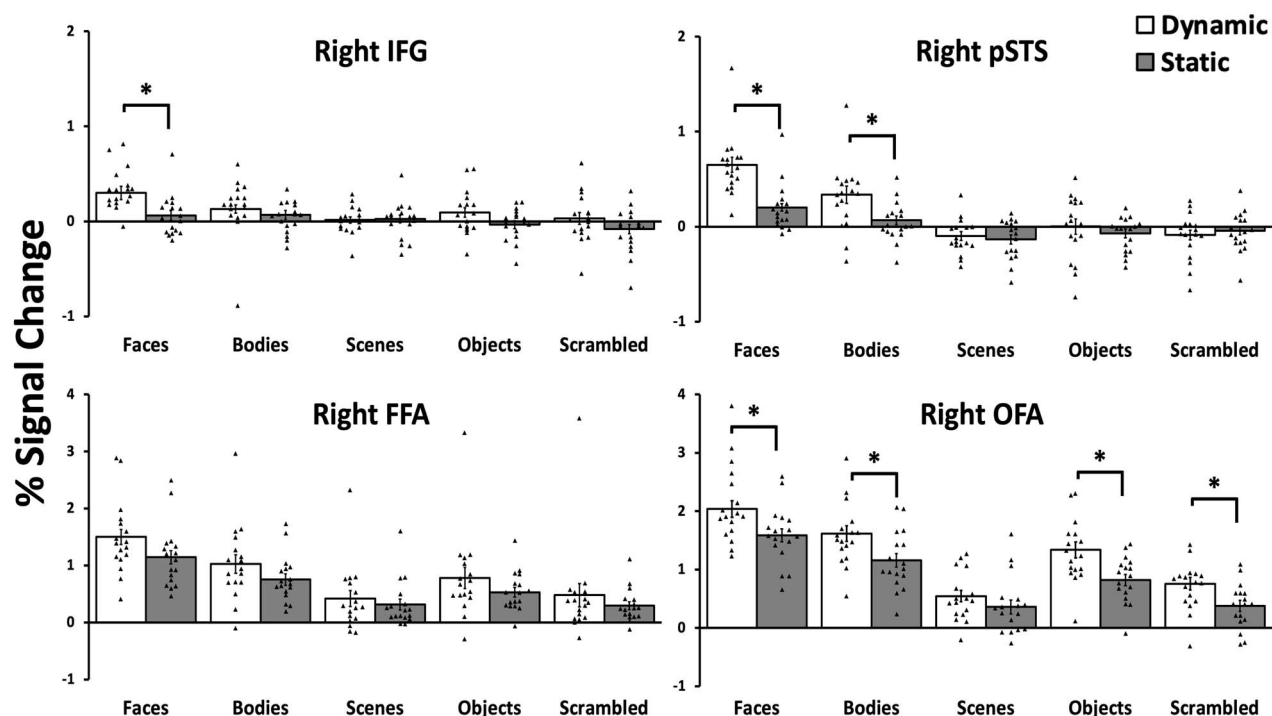 % Signal Change
Right IFG
2
1
0
-1
*
Faces Bodies Scenes Objects Scrambled
Right pSTS
Dynamic
Static
2
1
0
-1
*
*
Faces Bodies Scenes Objects Scrambled
Right FFA
4
3
2
1
0
-1
Faces Bodies Scenes Objects Scrambled
Right OFA
4
3
2
1
0
-1
*
*
*
*
Faces Bodies Scenes Objects Scrambled